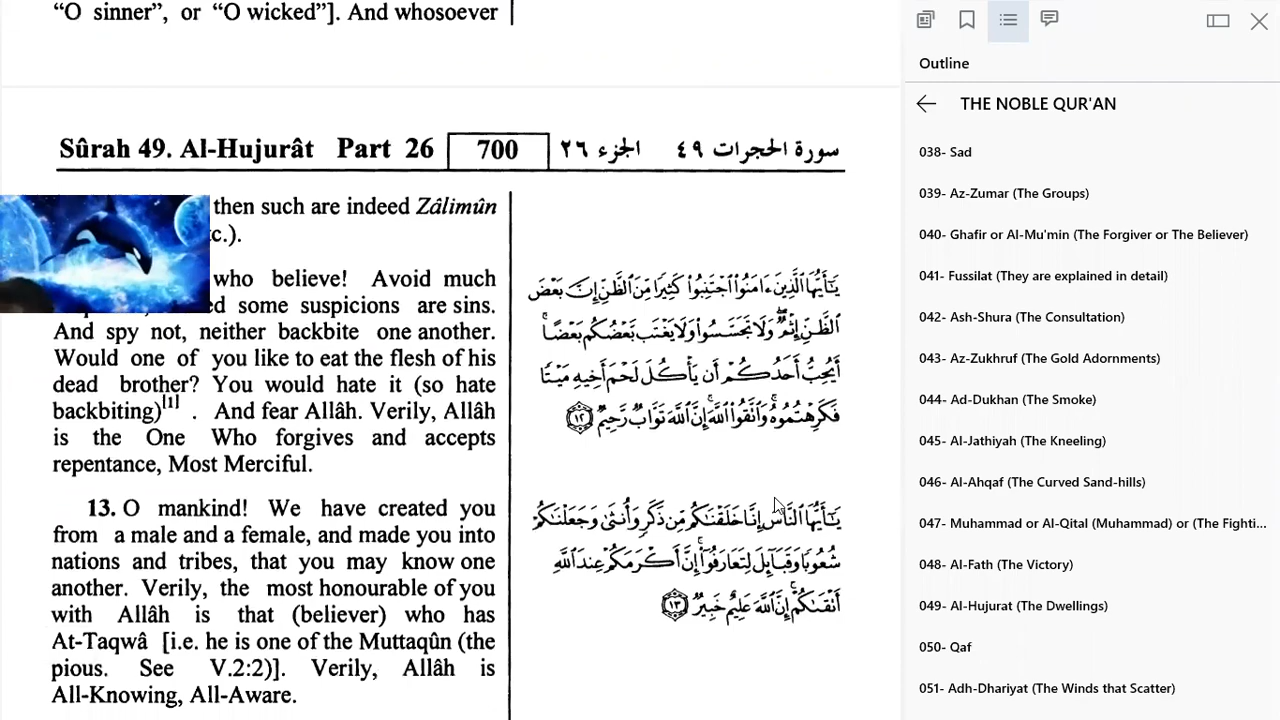 “O sinner”, or “O wicked”]. And whosoever
Sûrah 49. Al-Hujurât Part 26
700
الجزء ٢٦
سورة الحجرات ٤٩
then such are indeed Zâlimûn
c.).
who believe! Avoid much
d some suspicions are sins.
And spy not, neither backbite one another.
Would one of you like to eat the flesh of his
dead brother? You would hate it (so hate
backbiting)[1] . And fear Allâh. Verily, Allâh
is the One Who forgives and accepts
repentance, Most Merciful.
13. O mankind! We have created you
from a male and a female, and made you into
nations and tribes, that you may know one
another. Verily, the most honourable of you
with Allâh is that (believer) who has
At-Taqwâ [i.e. he is one of the Muttaqûn (the
pious. See V.2:2)]. Verily, Allâh is
All-Knowing, All-Aware.
يَـٰٓأَيُّهَا ٱلَّذِينَ ءَامَنُوا۟ ٱجْتَنِبُوا۟ كَثِيرًا مِّنَ ٱلظَّنِّ إِنَّ بَعْضَ
ٱلظَّنِّ إِثْمٌ ۖ وَلَا تَجَسَّسُوا۟ وَلَا يَغْتَب بَّعْضُكُم بَعْضًا ۚ
أَيُحِبُّ أَحَدُكُمْ أَن يَأْكُلَ لَحْمَ أَخِيهِ مَيْتًا
فَكَرِهْتُمُوهُ ۚ وَٱتَّقُوا۟ ٱللَّهَ ۚ إِنَّ ٱللَّهَ تَوَّابٌ رَّحِيمٌ ١٢
يَـٰٓأَيُّهَا ٱلنَّاسُ إِنَّا خَلَقْنَـٰكُم مِّن ذَكَرٍ وَأُنثَىٰ وَجَعَلْنَـٰكُمْ
شُعُوبًا وَقَبَآئِلَ لِتَعَارَفُوٓا۟ ۚ إِنَّ أَكْرَمَكُمْ عِندَ ٱللَّهِ
أَتْقَىٰكُمْ ۚ إِنَّ ٱللَّهَ عَلِيمٌ خَبِيرٌ ١٣
Outline
THE NOBLE QUR'AN
038- Sad
039- Az-Zumar (The Groups)
040- Ghafir or Al-Mu'min (The Forgiver or The Believer)
041- Fussilat (They are explained in detail)
042- Ash-Shura (The Consultation)
043- Az-Zukhruf (The Gold Adornments)
044- Ad-Dukhan (The Smoke)
045- Al-Jathiyah (The Kneeling)
046- Al-Ahqaf (The Curved Sand-hills)
047- Muhammad or Al-Qital (Muhammad) or (The Fighti...
048- Al-Fath (The Victory)
049- Al-Hujurat (The Dwellings)
050- Qaf
051- Adh-Dhariyat (The Winds that Scatter)